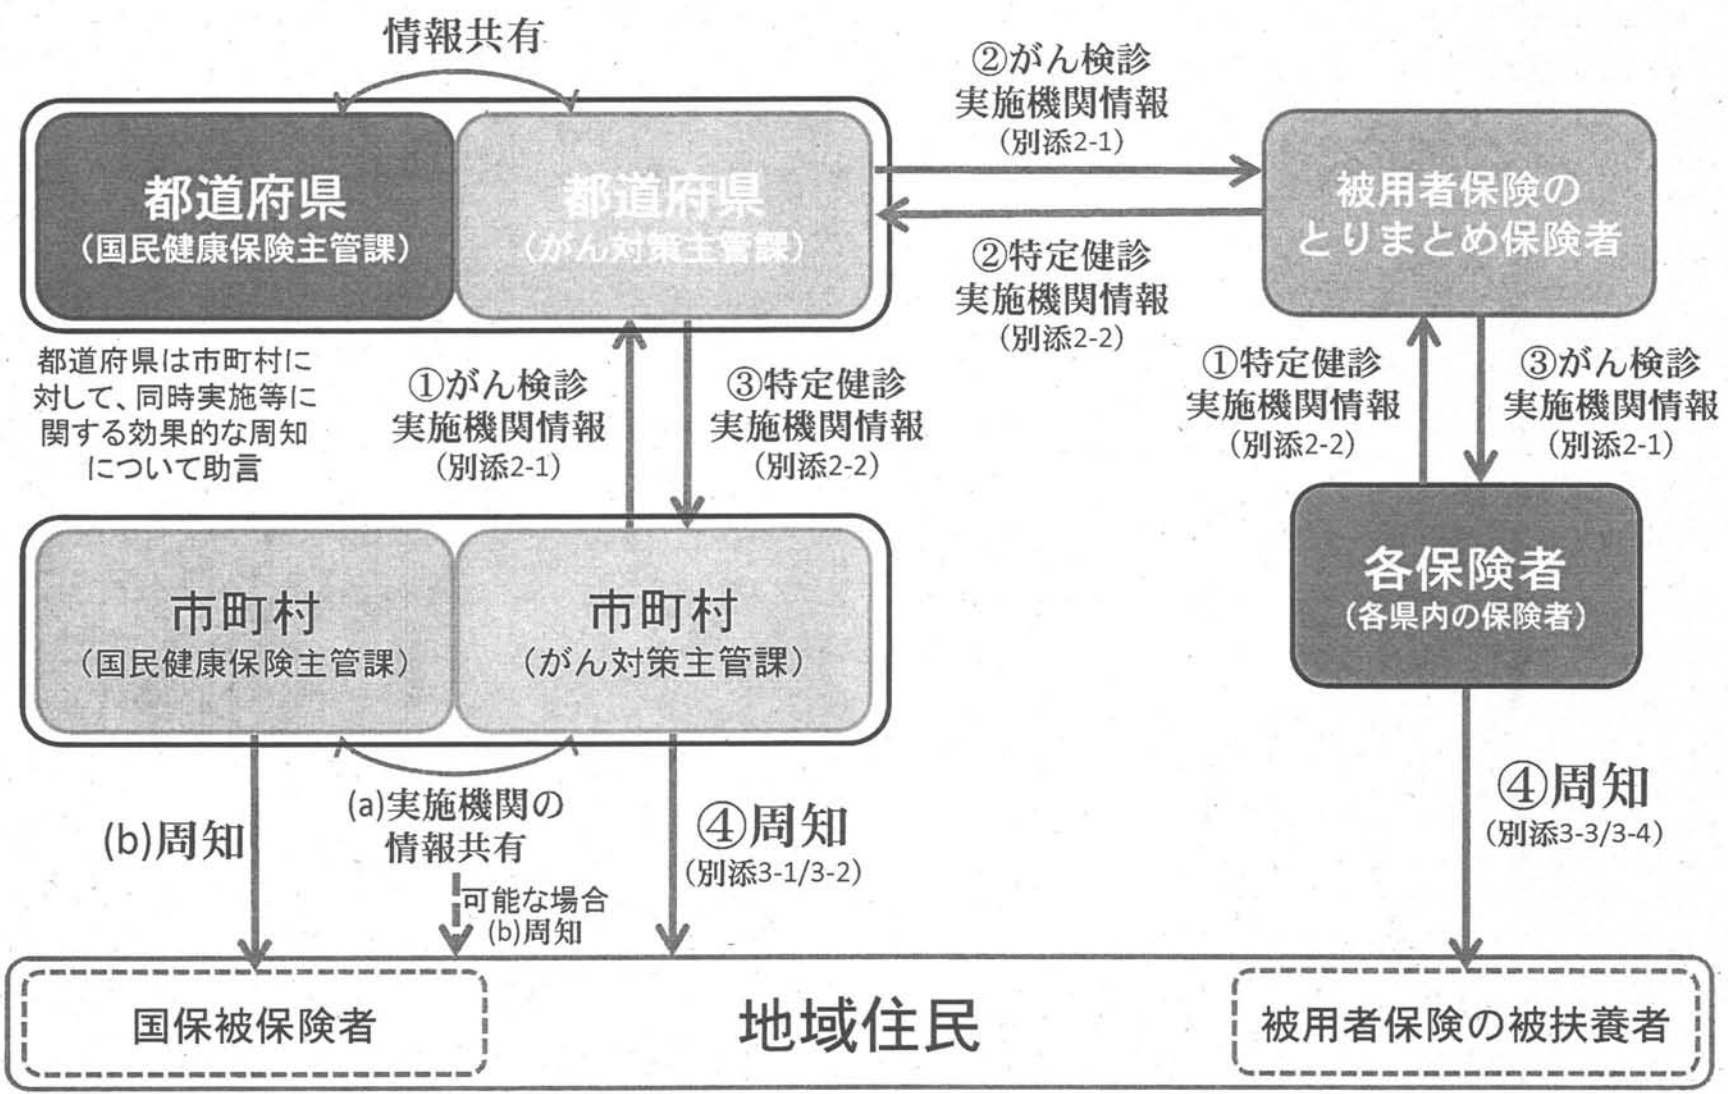 情報共有
都道府県
（国民健康保険主管課）
都道府県
（がん対策主管課）
②がん検診
実施機関情報
（別添2-1）
②特定健診
実施機関情報
（別添2-2）
被用者保険の
とりまとめ保険者
都道府県は市町村に
対して、同時実施等に
関する効果的な周知
について助言
①がん検診
実施機関情報
（別添2-1）
③特定健診
実施機関情報
（別添2-2）
①特定健診
実施機関情報
（別添2-2）
③がん検診
実施機関情報
（別添2-1）
市町村
（国民健康保険主管課）
市町村
（がん対策主管課）
各保険者
（各県内の保険者）
(b)周知
(a)実施機関の
情報共有
可能な場合
(b)周知
④周知
（別添3-1/3-2）
④周知
（別添3-3/3-4）
国保被保険者
地域住民
被用者保険の被扶養者